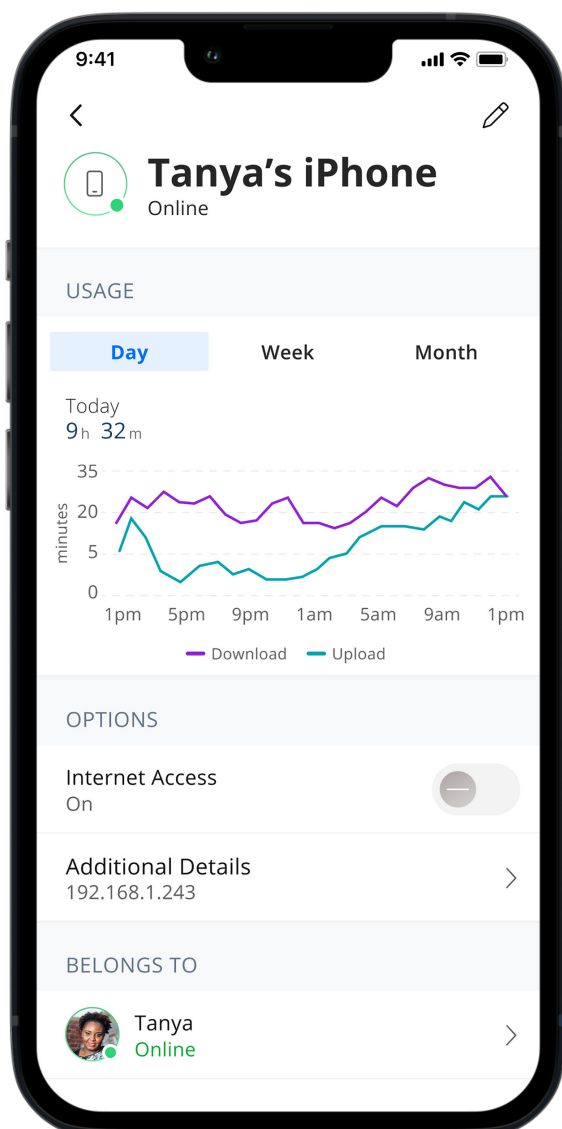 9:41
Tanya’s iPhone
Online
USAGE
Day Week Month
Today
9h 32m
minutes
35
20
5
0
1pm 5pm 9pm 1am 5am 9am 1pm
Download Upload
OPTIONS
Internet Access
On
Additional Details
192.168.1.243
BELONGS TO
Tanya
Online